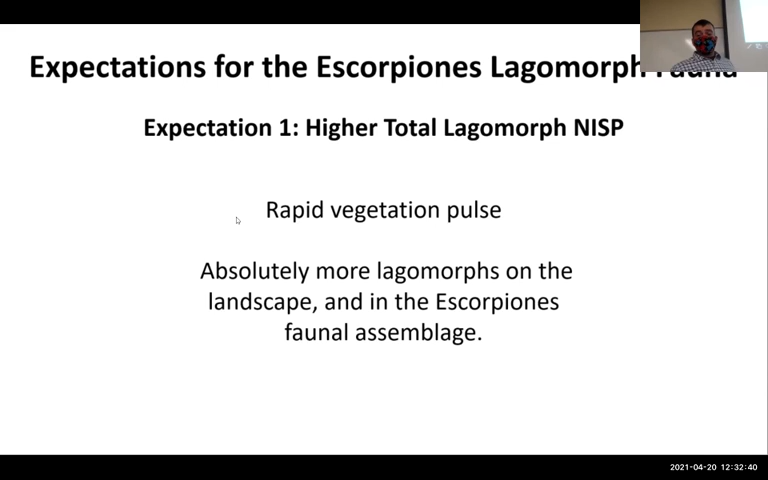 Expectations for the Escorpiones Lagomorph
Expectation 1: Higher Total Lagomorph NISP
Rapid vegetation pulse
Absolutely more lagomorphs on the
landscape, and in the Escorpiones
faunal assemblage.
2021-04-20 12:32:40